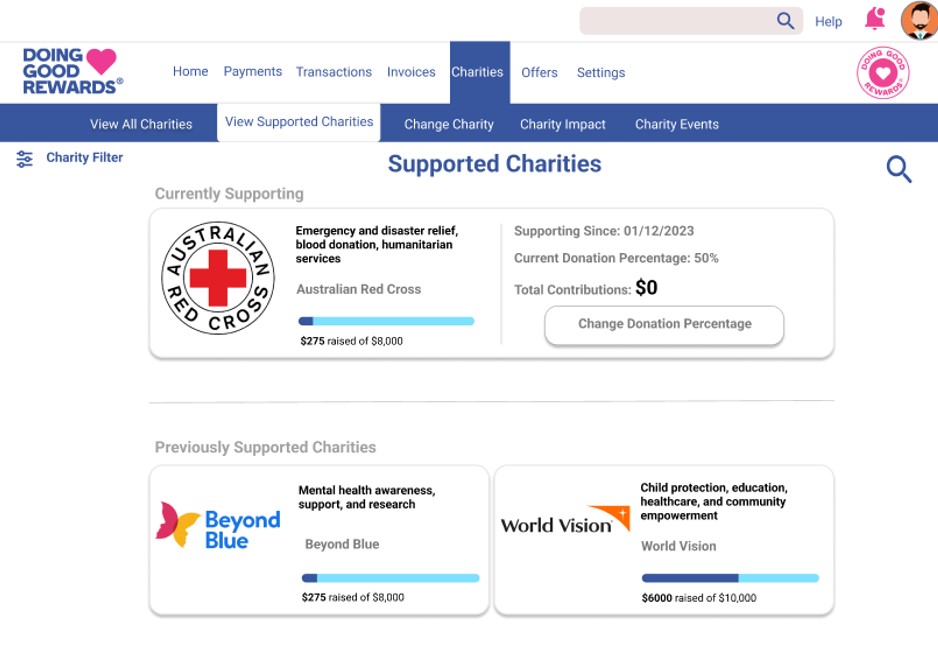 Help
DOING
GOOD
REWARDS®
Home Payments Transactions Invoices Charities Offers Settings
DOING GOOD REWARDS
View All Charities View Supported Charities Change Charity Charity Impact Charity Events
Charity Filter
Supported Charities
Currently Supporting
AUSTRALIAN
RED CROSS
Emergency and disaster relief,
blood donation, humanitarian
services
Australian Red Cross
$275 raised of $8,000
Supporting Since: 01/12/2023
Current Donation Percentage: 50%
Total Contributions: $0
Change Donation Percentage
Previously Supported Charities
Beyond
Blue
Mental health awareness,
support, and research
Beyond Blue
$275 raised of $8,000
World Vision
Child protection, education,
healthcare, and community
empowerment
World Vision
$6000 raised of $10,000